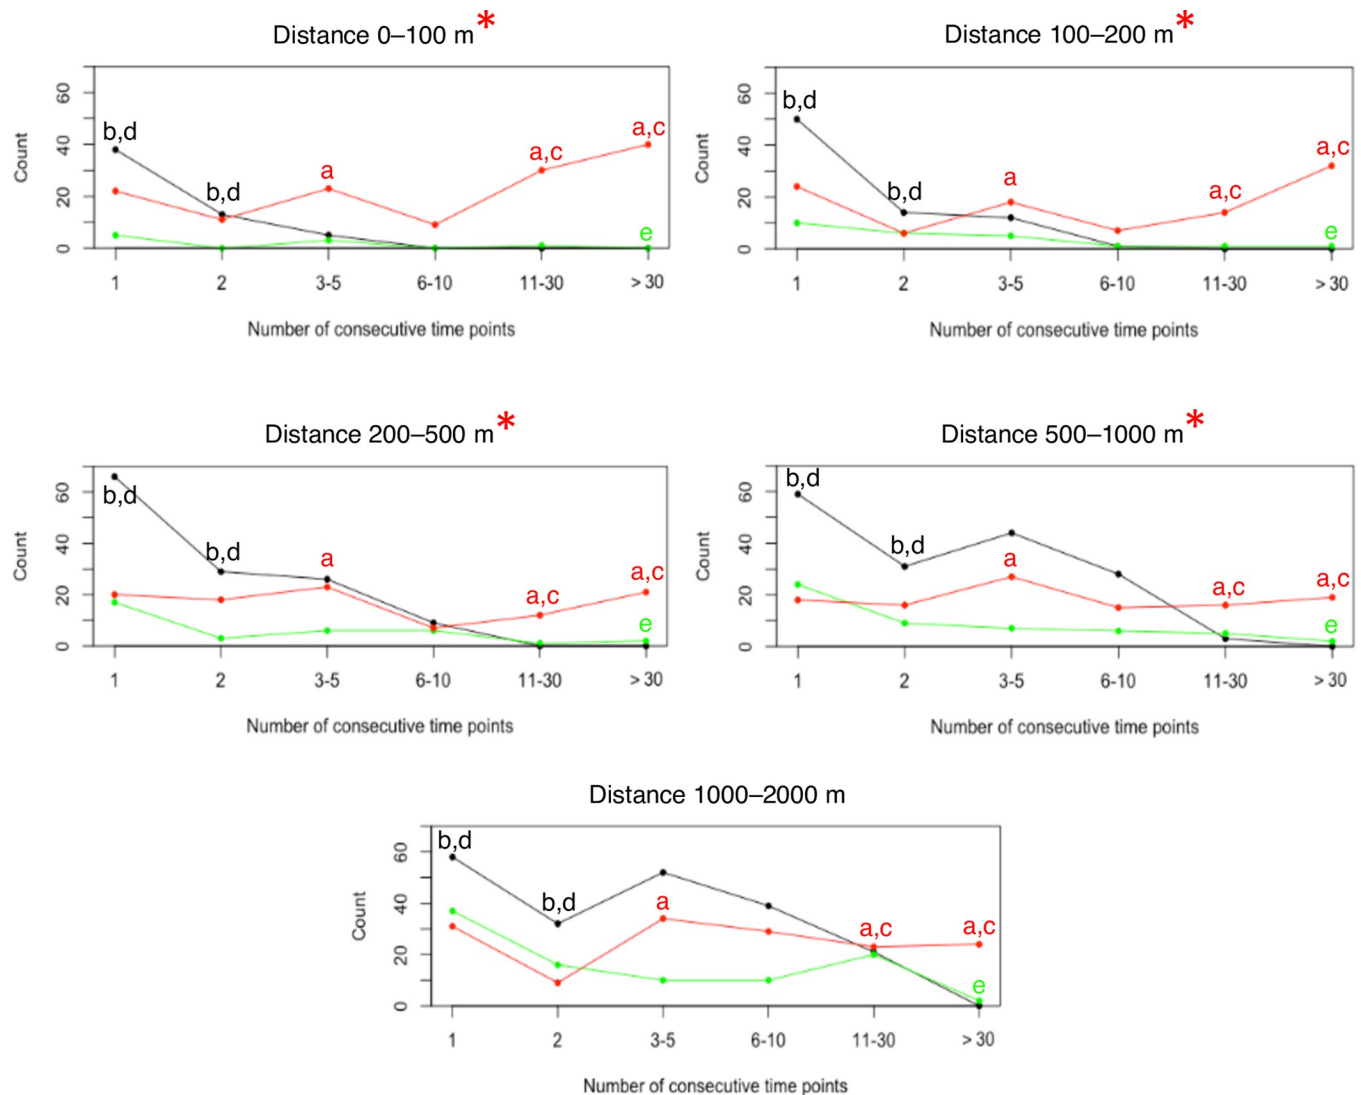 Distance 0–100 m*
Count
60
40
20
0
b,d
b,d
a
a,c
a,c
e
1 2 3-5 6-10 11-30 > 30
Number of consecutive time points
Distance 100–200 m*
Count
60
40
20
0
b,d
b,d
a
a,c
a,c
e
1 2 3-5 6-10 11-30 > 30
Number of consecutive time points
Distance 200–500 m*
Count
60
40
20
0
b,d
b,d
a
a,c
a,c
e
1 2 3-5 6-10 11-30 > 30
Number of consecutive time points
Distance 500–1000 m*
Count
60
40
20
0
b,d
b,d
a
a,c
a,c
e
1 2 3-5 6-10 11-30 > 30
Number of consecutive time points
Distance 1000–2000 m
Count
60
40
20
0
b,d
b,d
a
a,c
a,c
e
1 2 3-5 6-10 11-30 > 30
Number of consecutive time points